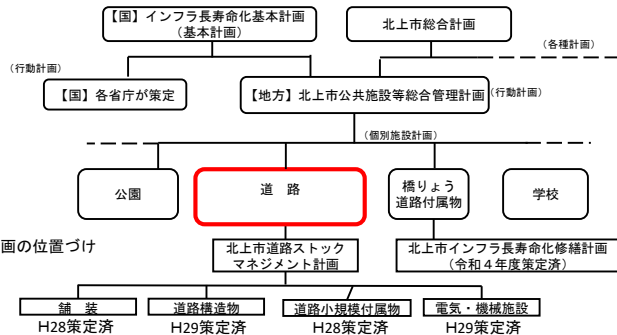 【国】インフラ長寿命化基本計画
(基本計画)
北上市総合計画
(各種計画)
(行動計画)
【国】各省庁が策定
【地方】北上市公共施設等総合管理計画
(行動計画)
(個別施設計画)
公園
道 路
橋りょう
道路付属物
学校
画の位置づけ
北上市道路ストック
マネジメント計画
北上市インフラ長寿命化修繕計画
(令和４年度策定済)
舗 装
道路構造物
道路小規模付属物
電気・機械施設
H28策定済
H29策定済
H28策定済
H29策定済